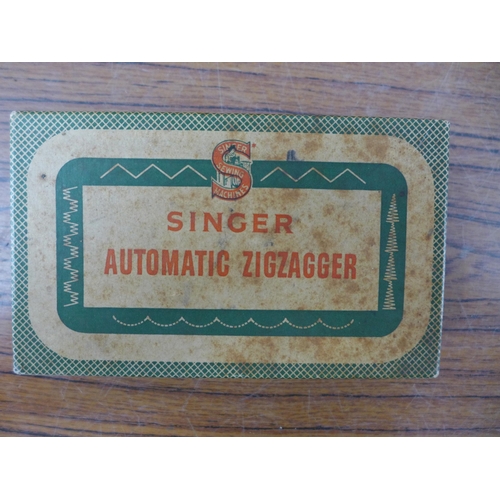 SINGER
SEWING
MACHINES
SINGER
AUTOMATIC ZIGZAGGER